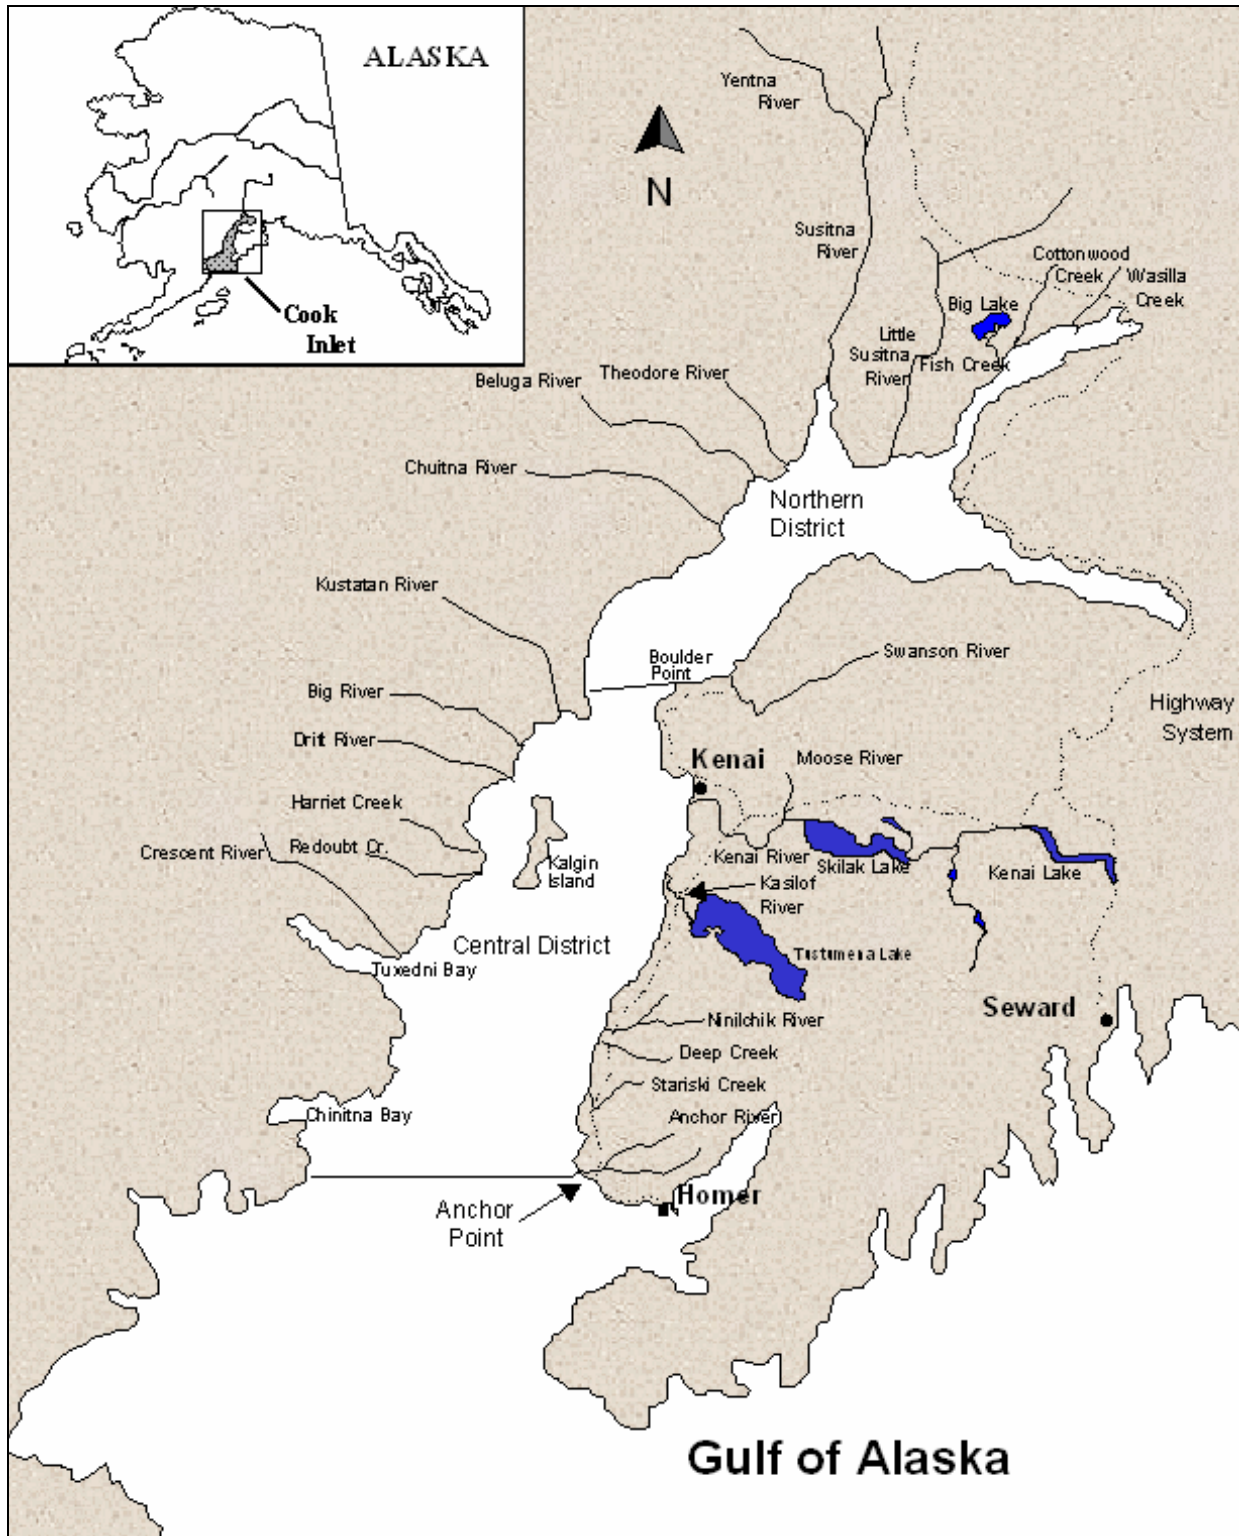 ALASKA
Cook
Inlet
N
Yentna
River
Susitna
River
Cottonwood
Creek
Wasilla
Creek
Big Lake
Little
Susitna
River
Fish Creek
Theodore River
Beluga River
Chuitna River
Northern
District
Kustatan River
Boulder
Point
Swanson River
Big River
Highway
System
Drift River
Kenai
Moose River
Harriet Creek
Redoubt Cr.
Crescent River
Kalgin
Island
Kenai River
Skilak Lake
Kenai Lake
Kasilof
River
Central District
Tustumena Lake
Tuxedni Bay
Seward
Ninilchik River
Deep Creek
Stariski Creek
Anchor River
Chinitna Bay
Homer
Anchor
Point
Gulf of Alaska